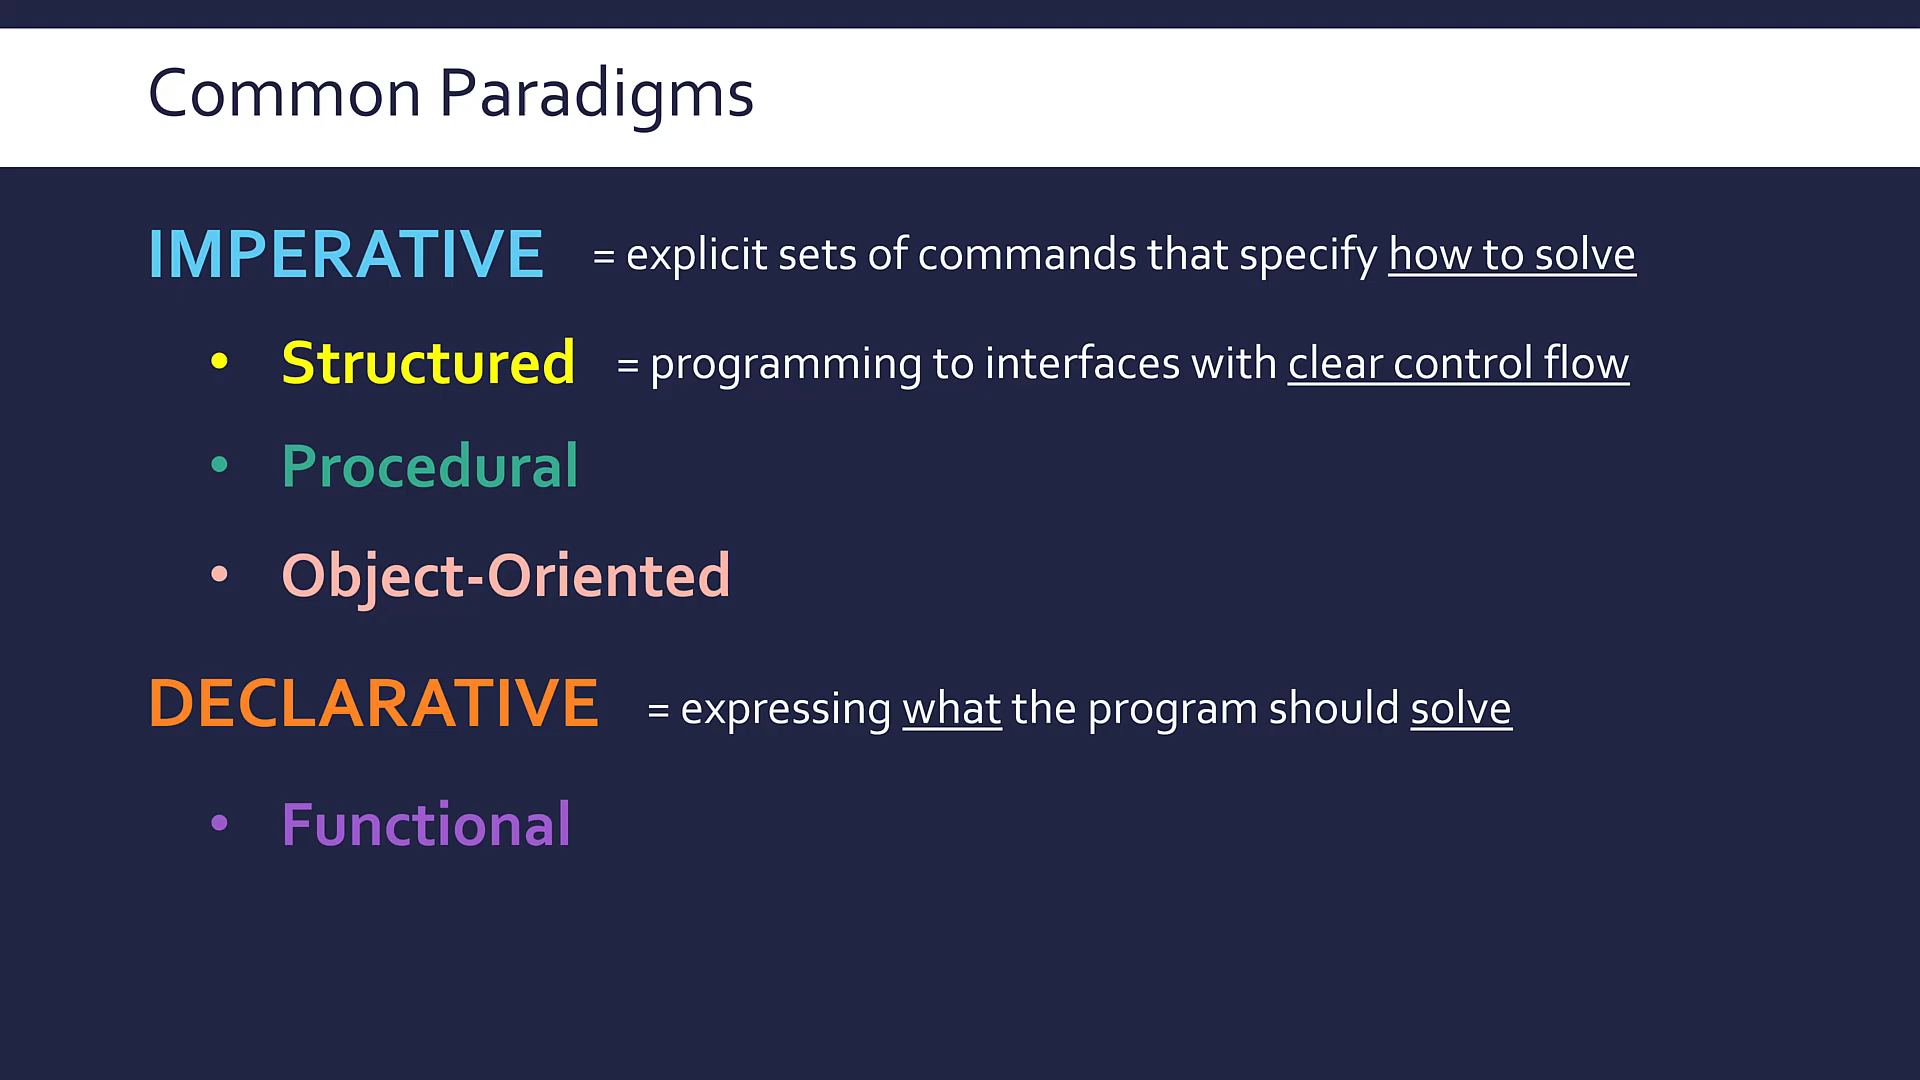 Common Paradigms
IMPERATIVE = explicit sets of commands that specify how to solve
• Structured = programming to interfaces with clear control flow
• Procedural
• Object-Oriented
DECLARATIVE = expressing what the program should solve
• Functional